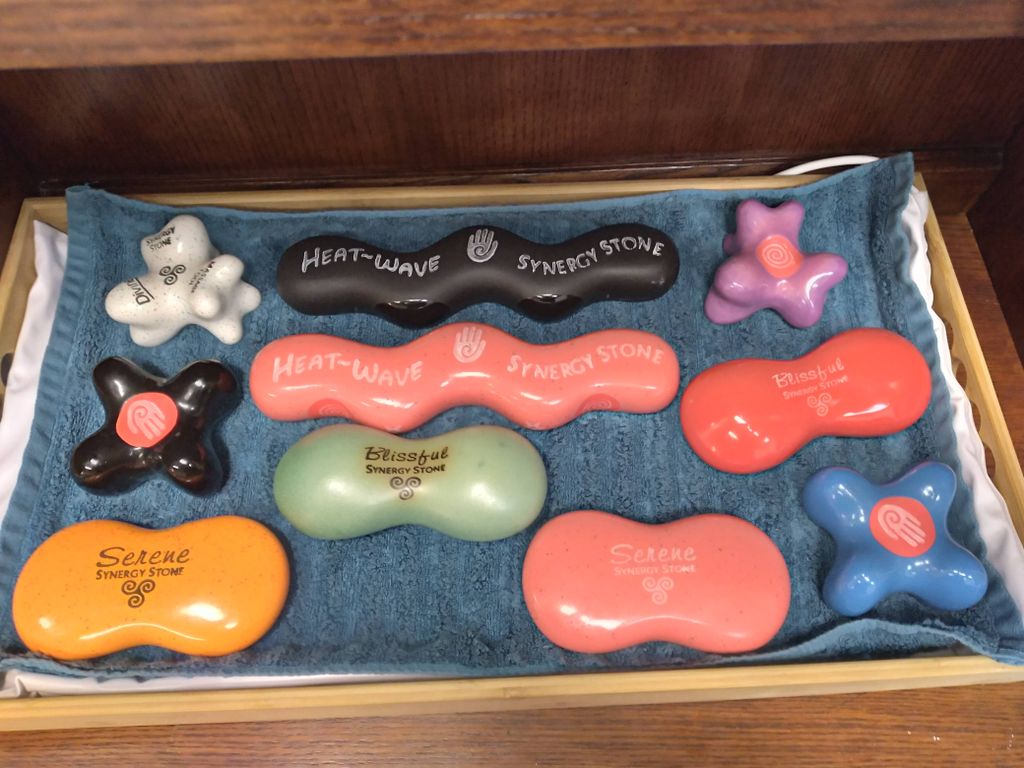 SYNERGY
STONE
DIVINE
HEAT-WAVE SYNERGY STONE
HEAT-WAVE SYNERGY STONE
Blissful
SYNERGY STONE
Blissful
SYNERGY STONE
Serene
SYNERGY STONE
Serene
SYNERGY STONE